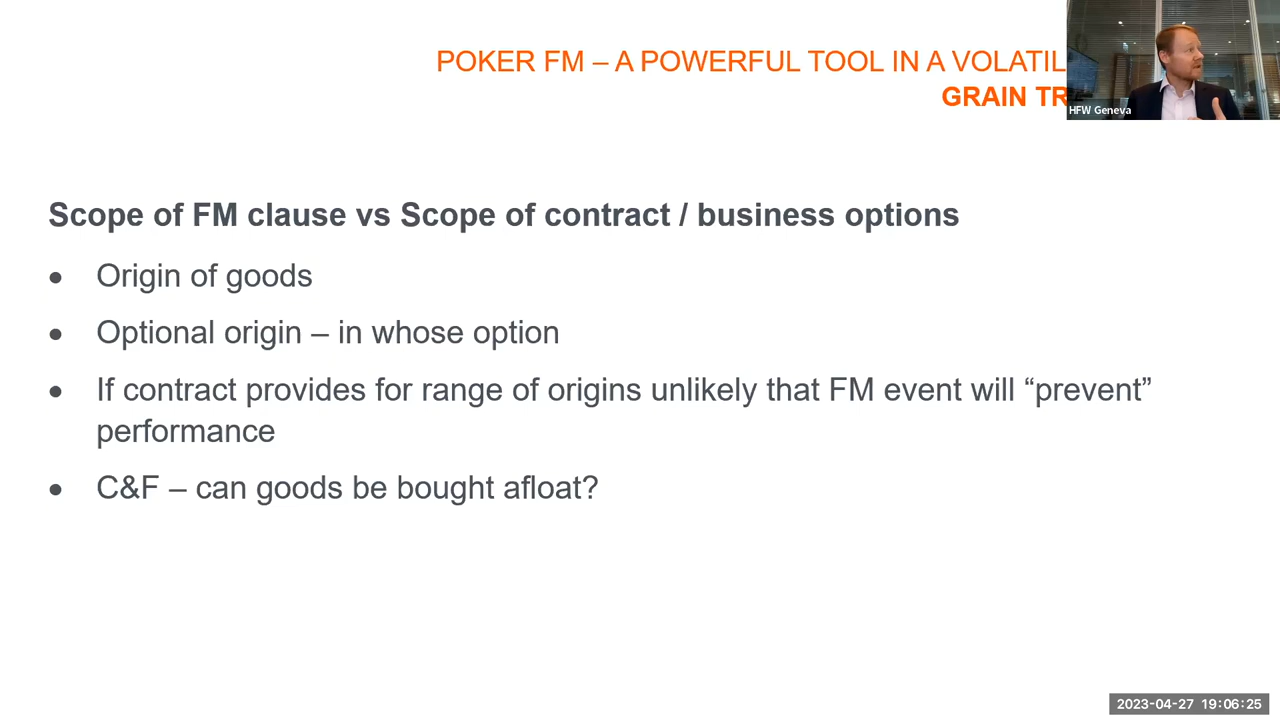 POKER FM – A POWERFUL TOOL IN A
GRAIN
HFW Geneva
Scope of FM clause vs Scope of contract / business options
• Origin of goods
• Optional origin – in whose option
• If contract provides for range of origins unlikely that FM event will “prevent”
performance
• C&F – can goods be bought afloat?
2023-04-27 19:06:25